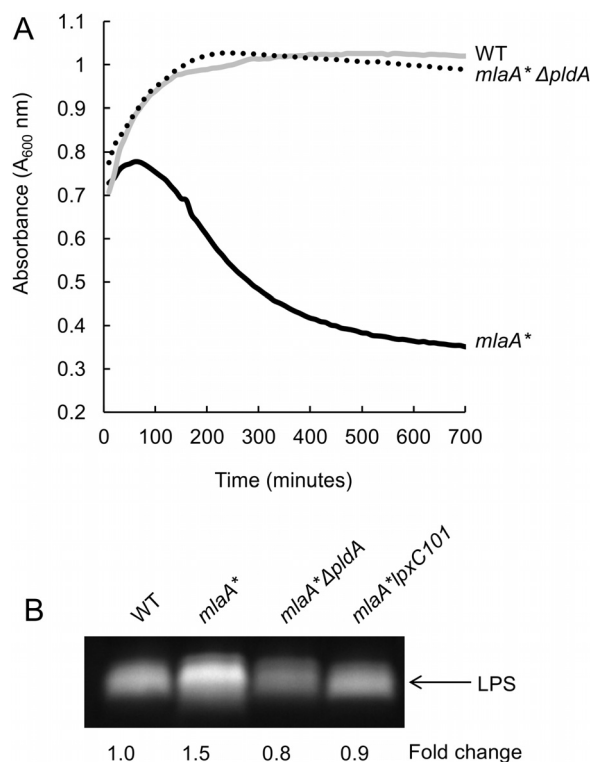 A
1.1
1
0.9
0.8
0.7
0.6
0.5
0.4
0.3
0.2
Absorbance (A600 nm)
WT
mlaA* ΔpldA
mlaA*
0 100 200 300 400 500 600 700
Time (minutes)
B
WT mlaA* mlaA*ΔpldA mlaA*lpxC101
LPS
1.0 1.5 0.8 0.9 Fold change